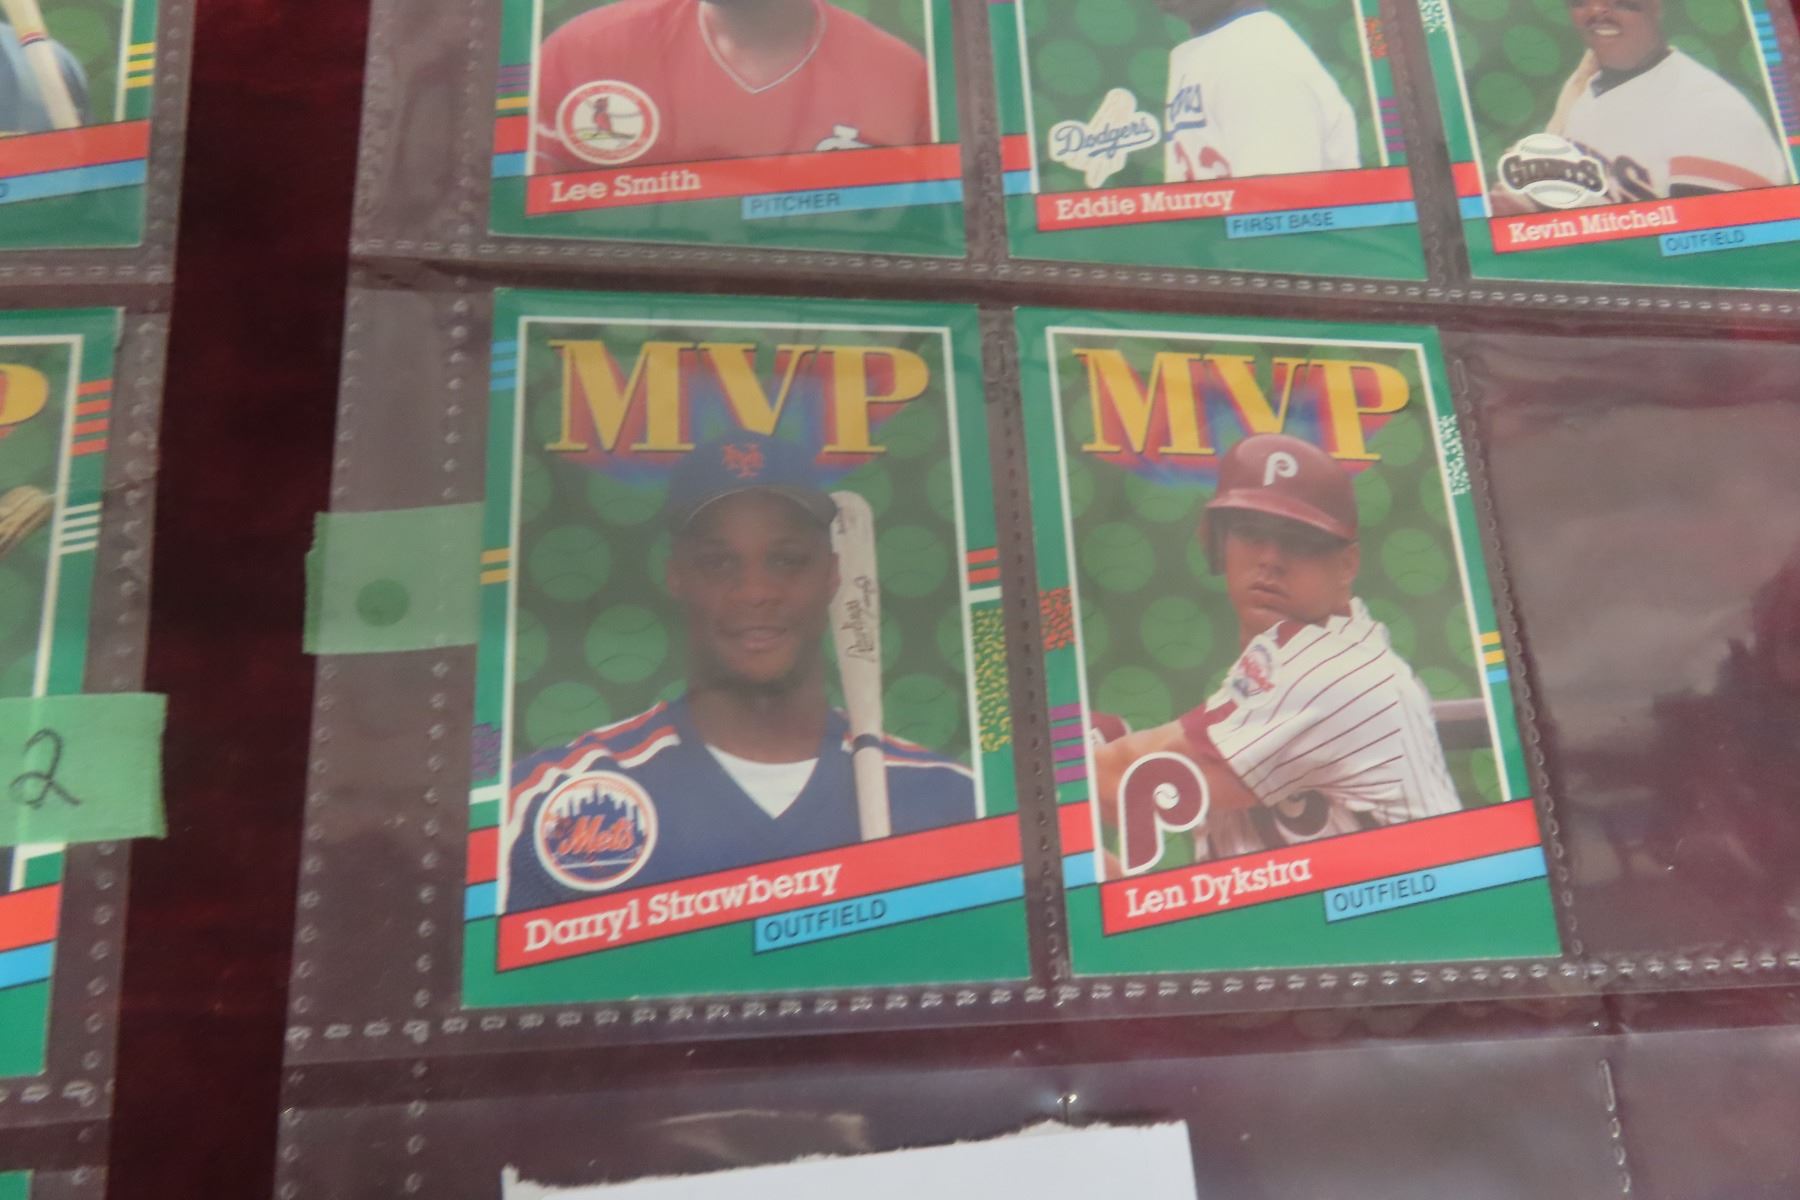 Lee Smith
PITCHER
Dodgers
Eddie Murray
FIRST BASE
GIANTS
Kevin Mitchell
OUTFIELD
MVP
Mets
Darryl Strawberry
OUTFIELD
MVP
P
P
Len Dykstra
OUTFIELD
2